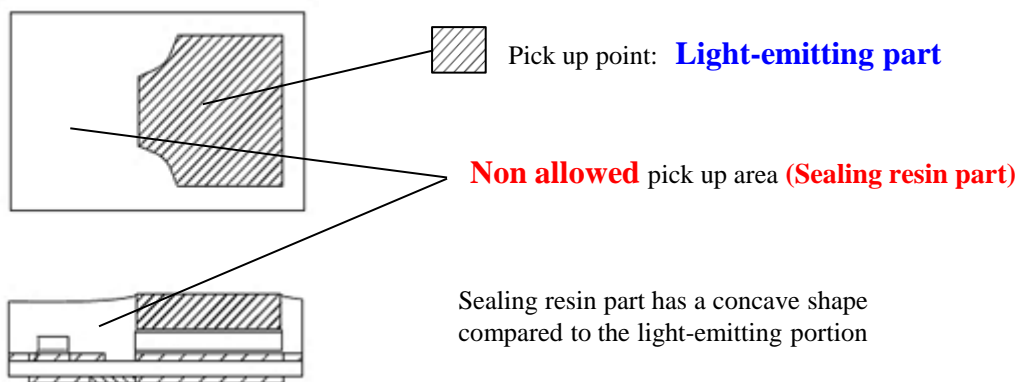 Pick up point: Light-emitting part
Non allowed pick up area (Sealing resin part)
Sealing resin part has a concave shape
compared to the light-emitting portion